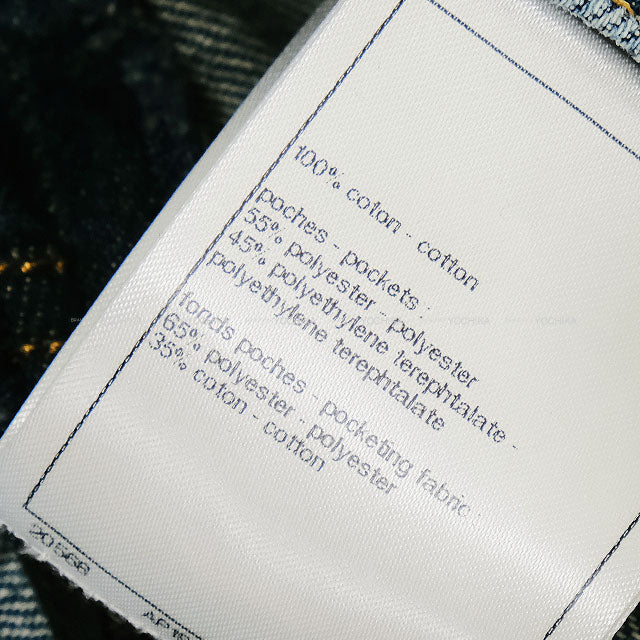 100% coton - cotton
poches - pockets :
55% polyester - polyester
45% polyethylene terephtalate -
polyethylene terephtalate
fonds poches - pocketing fabric :
65% polyester - polyester
35% coton - cotton